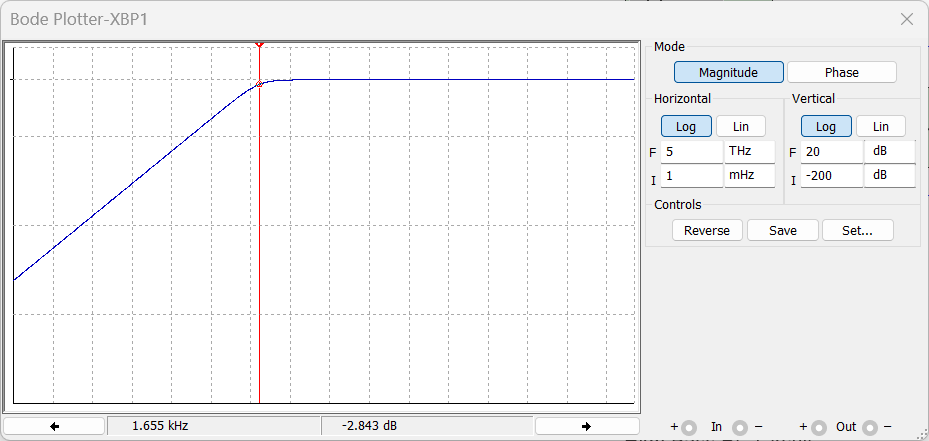 Bode Plotter-XBP1
Mode
Magnitude Phase
Horizontal Vertical
Log Lin Log Lin
F 5 THz F 20 dB
I 1 mHz I -200 dB
Controls
Reverse Save Set...
1.655 kHz -2.843 dB
+ In − + Out −